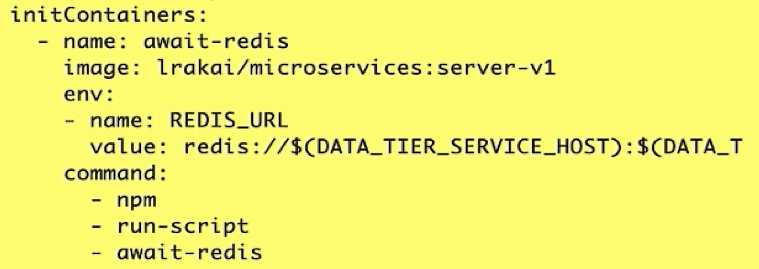 initContainers:
  - name: await-redis
    image: lrakai/microservices:server-v1
    env:
    - name: REDIS_URL
      value: redis://$(DATA_TIER_SERVICE_HOST):$(DATA_T
    command:
      - npm
      - run-script
      - await-redis